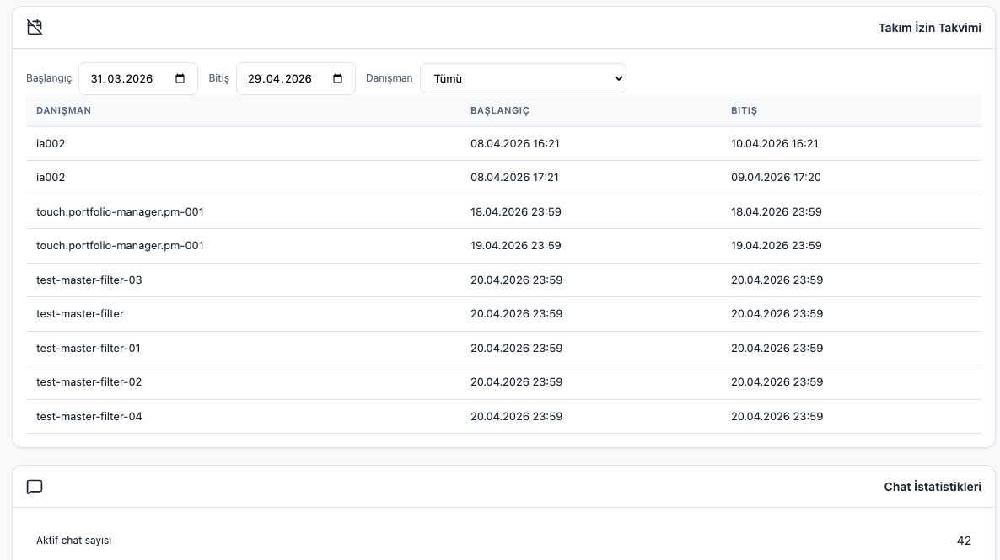 Takım İzin Takvimi
Başlangıç 31.03.2026 Bitiş 29.04.2026 Danışman Tümü
DANIŞMAN BAŞLANGIÇ BITIŞ
ia002 08.04.2026 16:21 10.04.2026 16:21
ia002 08.04.2026 17:21 09.04.2026 17:20
touch.portfolio-manager.pm-001 18.04.2026 23:59 18.04.2026 23:59
touch.portfolio-manager.pm-001 19.04.2026 23:59 19.04.2026 23:59
test-master-filter-03 20.04.2026 23:59 20.04.2026 23:59
test-master-filter 20.04.2026 23:59 20.04.2026 23:59
test-master-filter-01 20.04.2026 23:59 20.04.2026 23:59
test-master-filter-02 20.04.2026 23:59 20.04.2026 23:59
test-master-filter-04 20.04.2026 23:59 20.04.2026 23:59
Chat İstatistikleri
Aktif chat sayısı 42